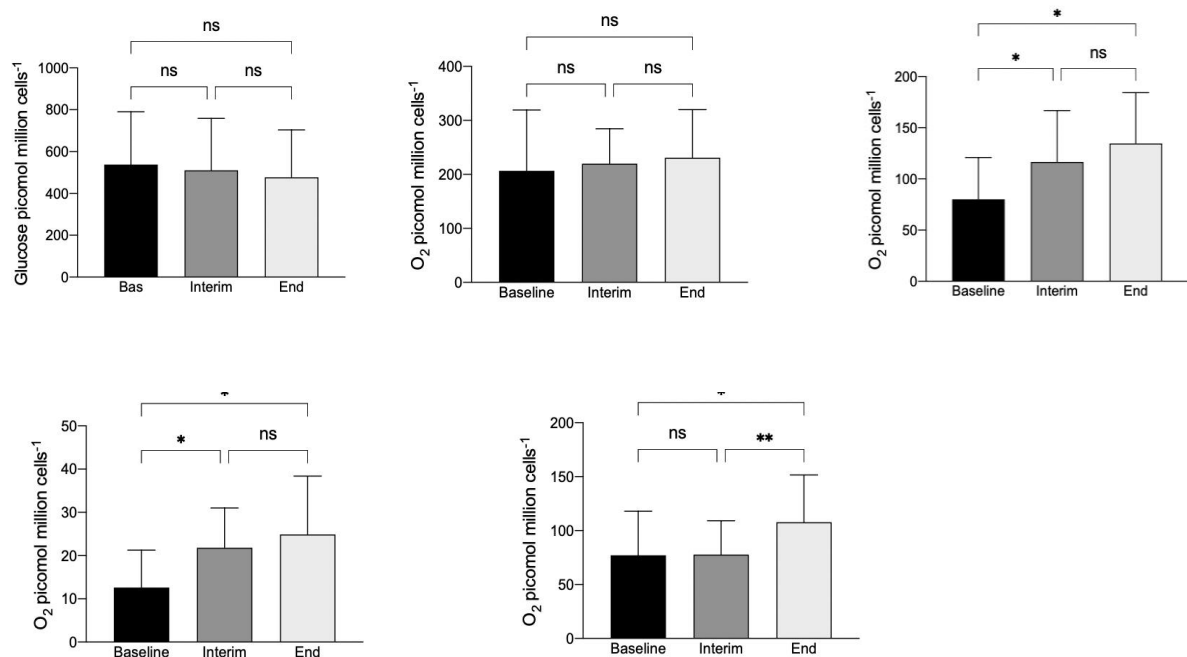 ns
ns ns
1000
800
600
400
200
0
Glucose picomol million cells-1
Bas Interim End
ns
ns ns
400
300
200
100
0
O2 picomol million cells-1
Baseline Interim End
*
* ns
200
150
100
50
0
O2 picomol million cells-1
Baseline Interim End
* ns
50
40
30
20
10
0
O2 picomol million cells-1
Baseline Interim End
ns **
200
150
100
50
0
O2 picomol million cells-1
Baseline Interim End